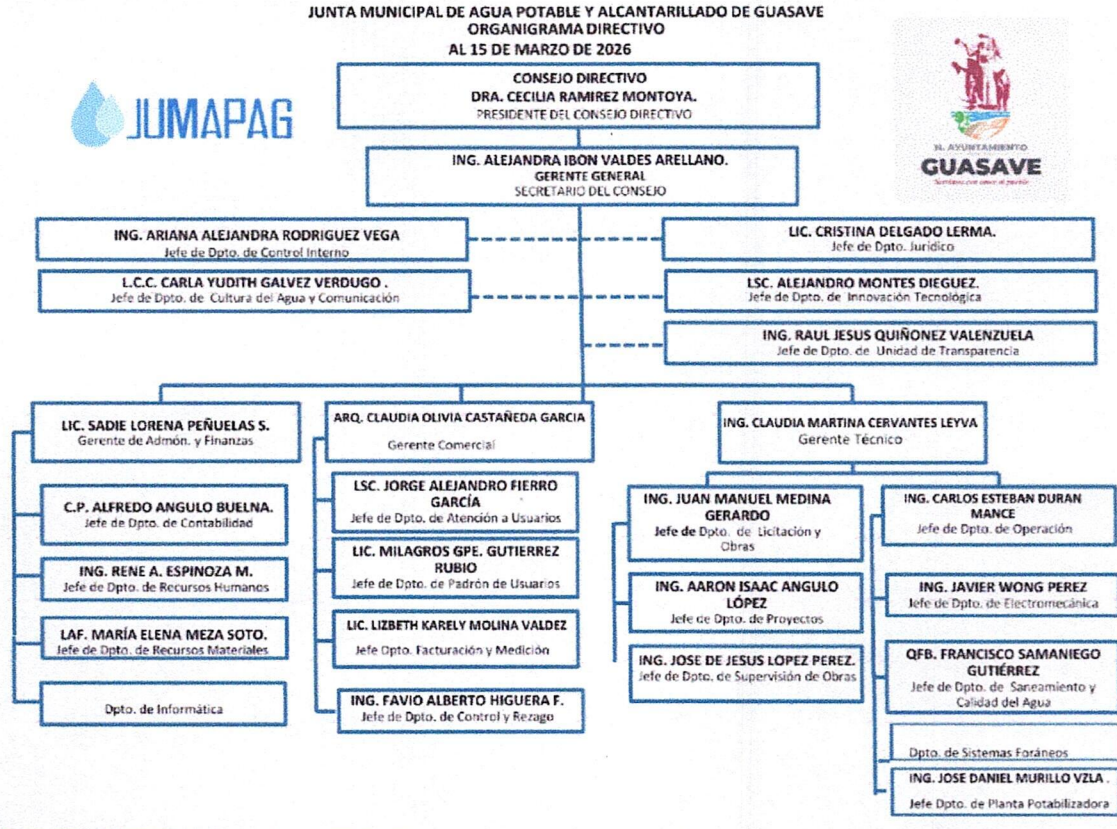 JUNTA MUNICIPAL DE AGUA POTABLE Y ALCANTARILLADO DE GUASAVE
ORGANIGRAMA DIRECTIVO
AL 15 DE MARZO DE 2026
JUMAPAG
CONSEJO DIRECTIVO
DRA. CECILIA RAMIREZ MONTOYA.
PRESIDENTE DEL CONSEJO DIRECTIVO
H. AYUNTAMIENTO
GUASAVE
ING. ALEJANDRA IBON VALDES ARELLANO.
GERENTE GENERAL
SECRETARIO DEL CONSEJO
ING. ARIANA ALEJANDRA RODRIGUEZ VEGA
Jefe de Dpto. de Control Interno
LIC. CRISTINA DELGADO LERMA.
Jefe de Dpto. Jurídico
L.C.C. CARLA YUDITH GALVEZ VERDUGO .
Jefe de Dpto. de Cultura del Agua y Comunicación
LSC. ALEJANDRO MONTES DIEGUEZ.
Jefe de Dpto. de Innovación Tecnológica
ING. RAUL JESUS QUIÑONEZ VALENZUELA
Jefe de Dpto. de Unidad de Transparencia
LIC. SADIE LORENA PEÑUELAS S.
Gerente de Admón. y Finanzas
C.P. ALFREDO ANGULO BUELNA.
Jefe de Dpto. de Contabilidad
ING. RENE A. ESPINOZA M.
Jefe de Dpto. de Recursos Humanos
LAF. MARÍA ELENA MEZA SOTO.
Jefe de Dpto. de Recursos Materiales
Dpto. de Informática
ARQ. CLAUDIA OLIVIA CASTAÑEDA GARCIA
Gerente Comercial
LSC. JORGE ALEJANDRO FIERRO
GARCÍA
Jefe de Dpto. de Atención a Usuarios
LIC. MILAGROS GPE. GUTIERREZ
RUBIO
Jefe de Dpto. de Padrón de Usuarios
LIC. LIZBETH KARELY MOLINA VALDEZ
Jefe Dpto. Facturación y Medición
ING. FAVIO ALBERTO HIGUERA F.
Jefe de Dpto. de Control y Rezago
ING. CLAUDIA MARTINA CERVANTES LEYVA
Gerente Técnico
ING. JUAN MANUEL MEDINA
GERARDO
Jefe de Dpto. de Licitación y
Obras
ING. AARON ISAAC ANGULO
LÓPEZ
Jefe de Dpto. de Proyectos
ING. JOSE DE JESUS LOPEZ PEREZ.
Jefe de Dpto. de Supervisión de Obras
ING. CARLOS ESTEBAN DURAN
MANCE
Jefe de Dpto. de Operación
ING. JAVIER WONG PEREZ
Jefe de Dpto. de Electromecánica
QFB. FRANCISCO SAMANIEGO
GUTIÉRREZ
Jefe de Dpto. de Saneamiento y
Calidad del Agua
Dpto. de Sistemas Foráneos
ING. JOSE DANIEL MURILLO VZLA .
Jefe Dpto. de Planta Potabilizadora